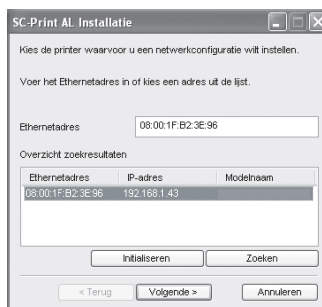 SC-Print AL Installatie
Kies de printer waarvoor u een netwerkconfiguratie wilt instellen.
Voer het Ethernetadres in of kies een adres uit de lijst.
Ethernetadres 08:00:1F:B2:3E:96
Overzicht zoekresultaten
Ethernetadres IP-adres Modelnaam
08:00:1F:B2:3E:96 192.168.1.43
Initialiseren Zoeken
< Terug Volgende > Annuleren